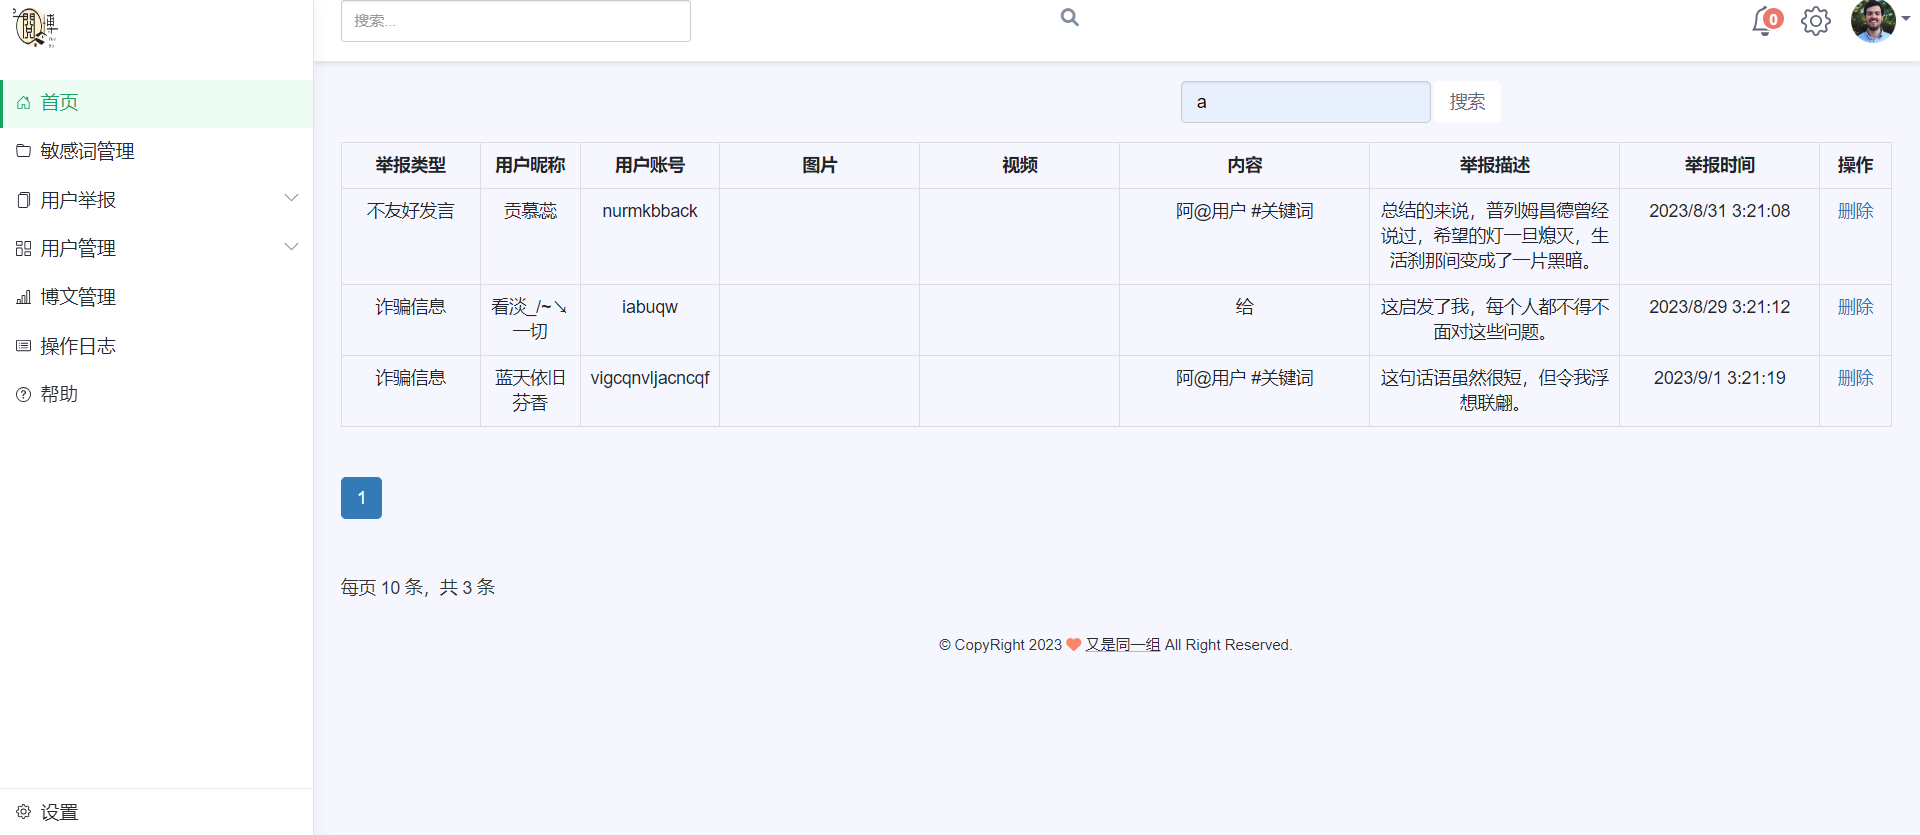 閱 博
搜索...
0
首页
敏感词管理
用户举报
用户管理
博文管理
操作日志
帮助
设置
a 搜索
举报类型 用户昵称 用户账号 图片 视频 内容 举报描述 举报时间 操作
不友好发言 贡慕蕊 nurmkbback 阿@用户 #关键词 总结的来说，普列姆昌德曾经 2023/8/31 3:21:08 删除
说过，希望的灯一旦熄灭，生
活刹那间变成了一片黑暗。
诈骗信息 看淡_/~↘ iabuqw 给 这启发了我，每个人都不得不 2023/8/29 3:21:12 删除
一切 面对这些问题。
诈骗信息 蓝天依旧 vigcqnvljacncqf 阿@用户 #关键词 这句话语虽然很短，但令我浮 2023/9/1 3:21:19 删除
芬香 想联翩。
1
每页 10 条，共 3 条
© CopyRight 2023 ❤ 又是同一组 All Right Reserved.